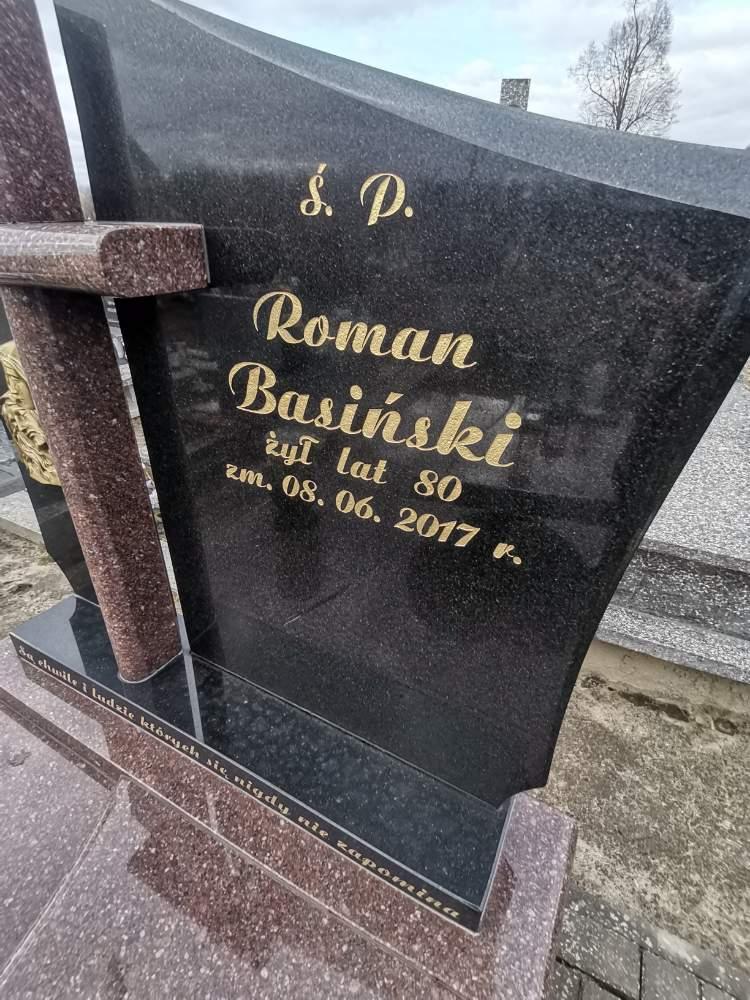 Ś. P.
Roman
Basiński
żył lat 80
zm. 08. 06. 2017 r.
Są chwile i ludzie których się nigdy nie zapomina